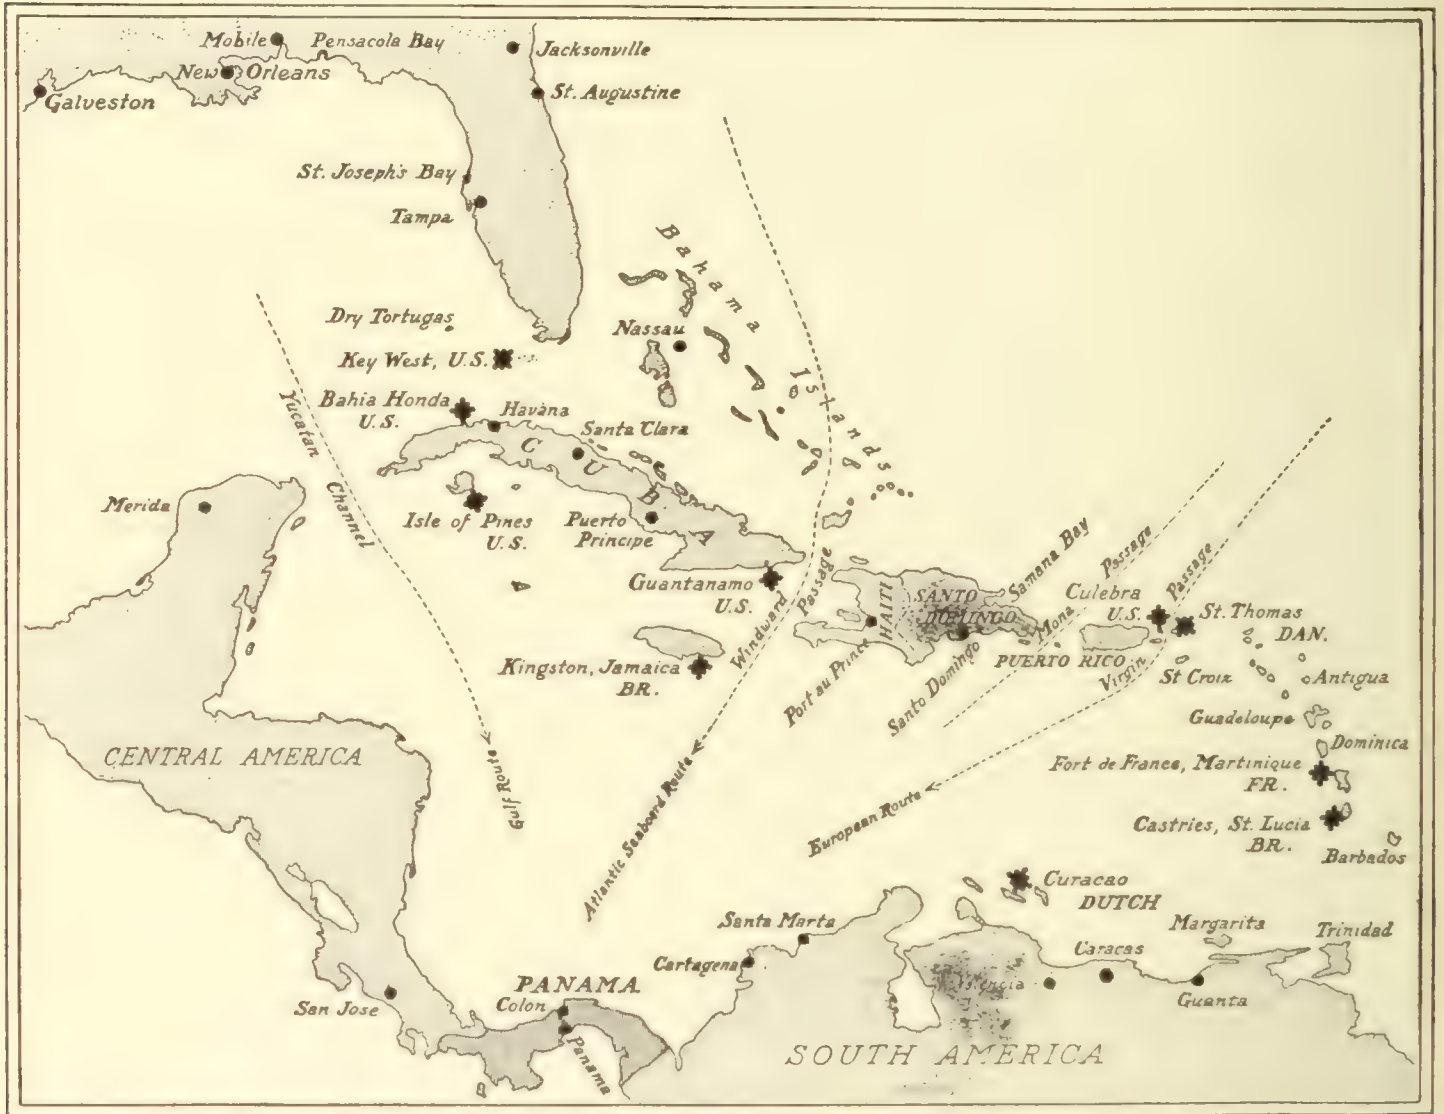 Mobile
Pensacola Bay
Jacksonville
New Orleans
Galveston
St. Augustine
St. Joseph's Bay
Tampa
Bahama Islands
Dry Tortugas
Nassau
Key West, U.S.
Bahia Honda
U.S.
Havana
Santa Clara
CUBA
Yucatan Channel
Merida
Isle of Pines
U.S.
Puerto
Principe
Guantanamo
U.S.
Windward Passage
HAITI
SANTO
DOMINGO
Samana Bay
Mona Passage
Culebra
U.S.
Virgin Passage
St. Thomas
DAN.
PUERTO RICO
St Croix
Antigua
Kingston, Jamaica
BR.
Port au Prince
Santo Domingo
Guadeloupe
Dominica
CENTRAL AMERICA
Gulf Route
Atlantic Seaboard Route
European Route
Fort de France, Martinique
FR.
Castries, St. Lucia
BR.
Barbados
Curacao
DUTCH
Santa Marta
Margarita
Trinidad
Cartagena
Caracas
San Jose
PANAMA
Colon
Guanta
Panama
SOUTH AMERICA